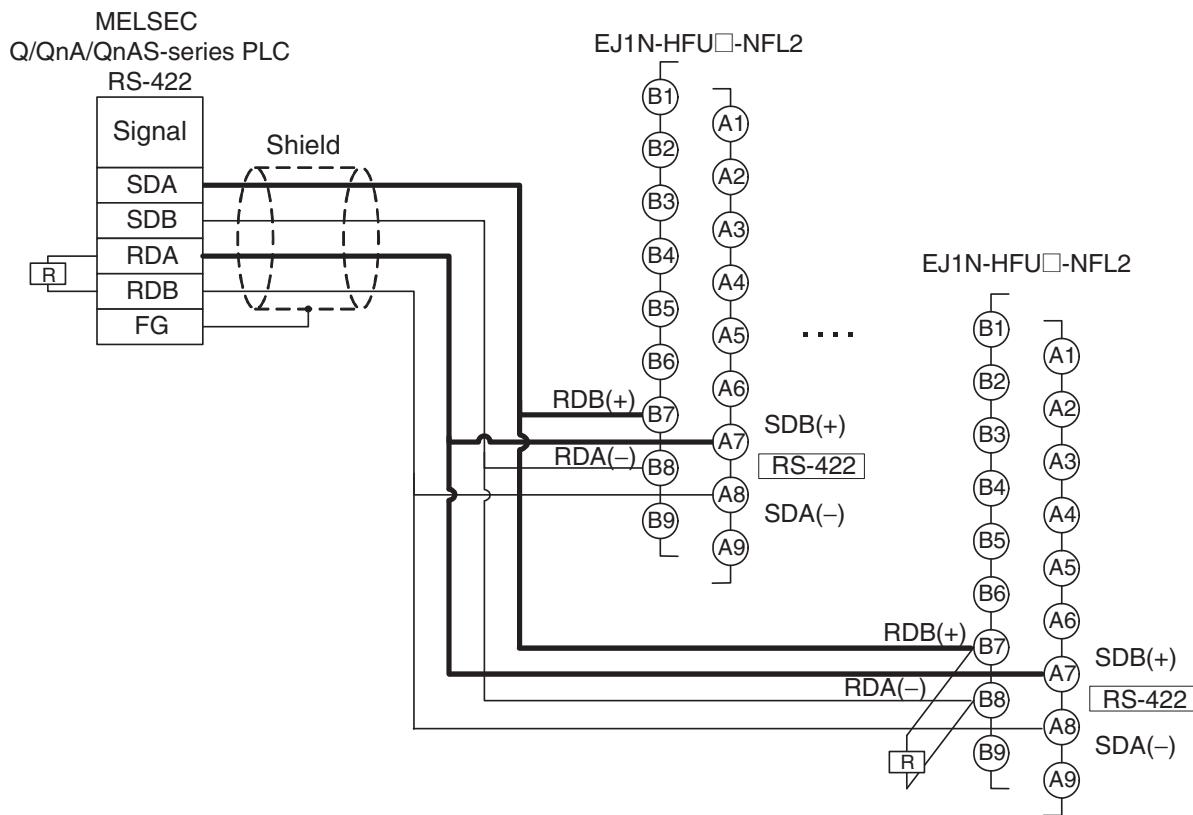 MELSEC
Q/QnA/QnAS-series PLC
RS-422
Signal
SDA
SDB
RDA
RDB
FG
R
Shield
EJ1N-HFU□-NFL2
B1
B2
B3
B4
B5
B6
B7
B8
B9
A1
A2
A3
A4
A5
A6
A7
A8
A9
RDB(+)
RDA(−)
SDB(+)
RS-422
SDA(−)
....
EJ1N-HFU□-NFL2
B1
B2
B3
B4
B5
B6
B7
B8
B9
A1
A2
A3
A4
A5
A6
A7
A8
A9
RDB(+)
RDA(−)
SDB(+)
RS-422
SDA(−)
R